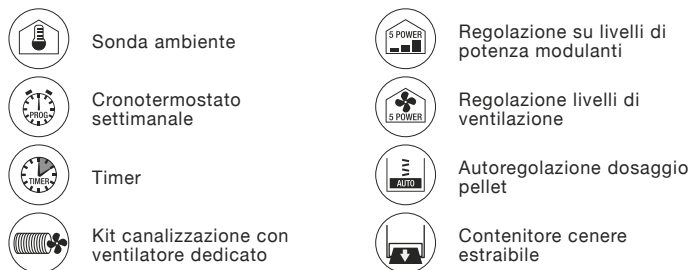 Sonda ambiente
PROG.
Cronotermostato
settimanale
TIMER
Timer
Kit canalizzazione con
ventilatore dedicato
5 POWER
Regolazione su livelli di
potenza modulanti
5 POWER
Regolazione livelli di
ventilazione
AUTO
Autoregolazione dosaggio
pellet
Contenitore cenere
estraibile